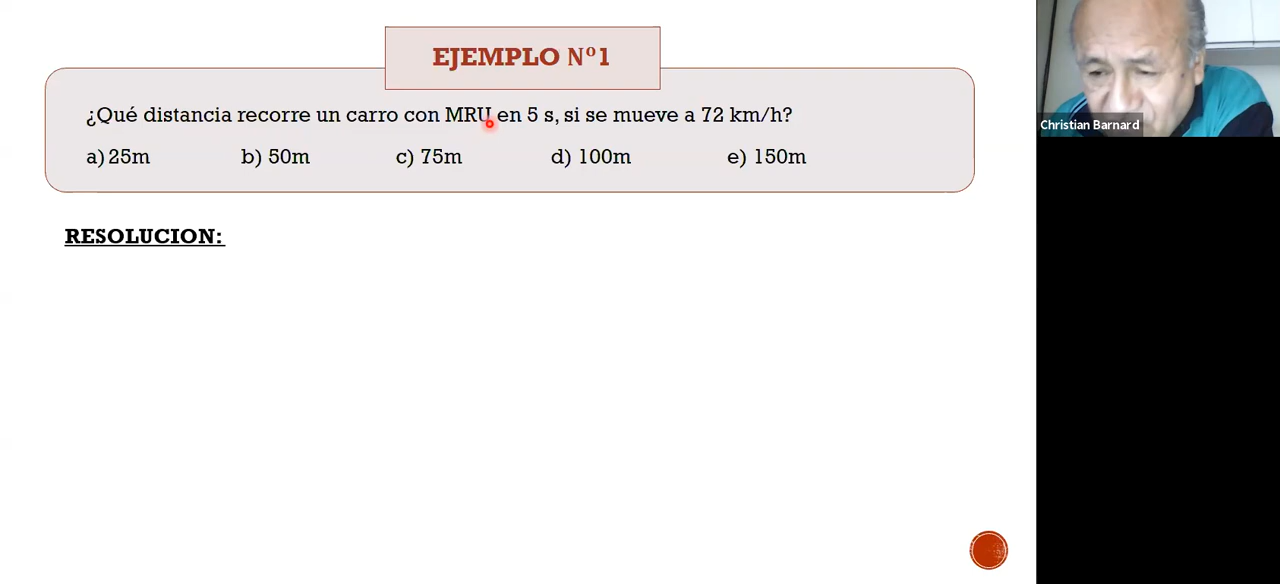 EJEMPLO Nº1
¿Qué distancia recorre un carro con MRU en 5 s, si se mueve a 72 km/h?
a) 25m b) 50m c) 75m d) 100m e) 150m
RESOLUCION:
Christian Barnard